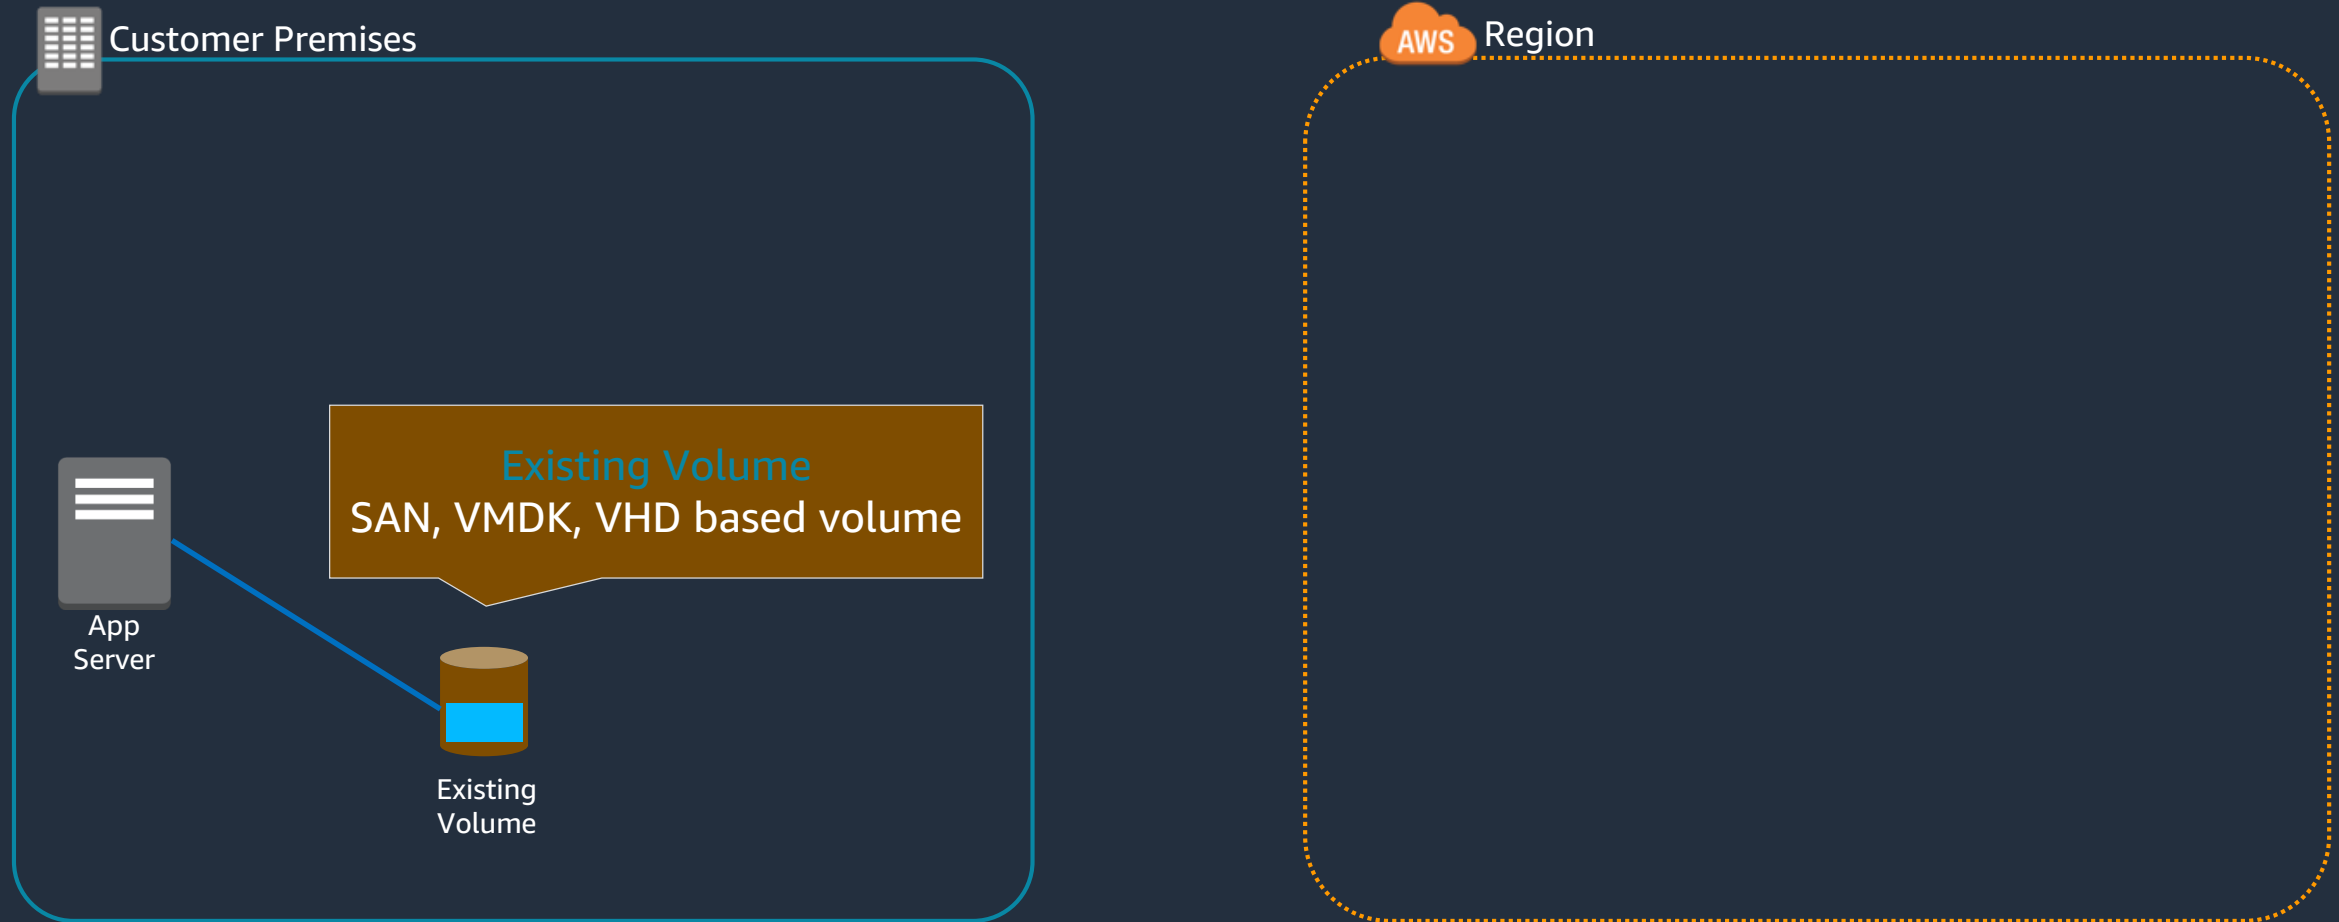 Customer Premises
AWS
Region
Existing Volume
SAN, VMDK, VHD based volume
App
Server
Existing
Volume